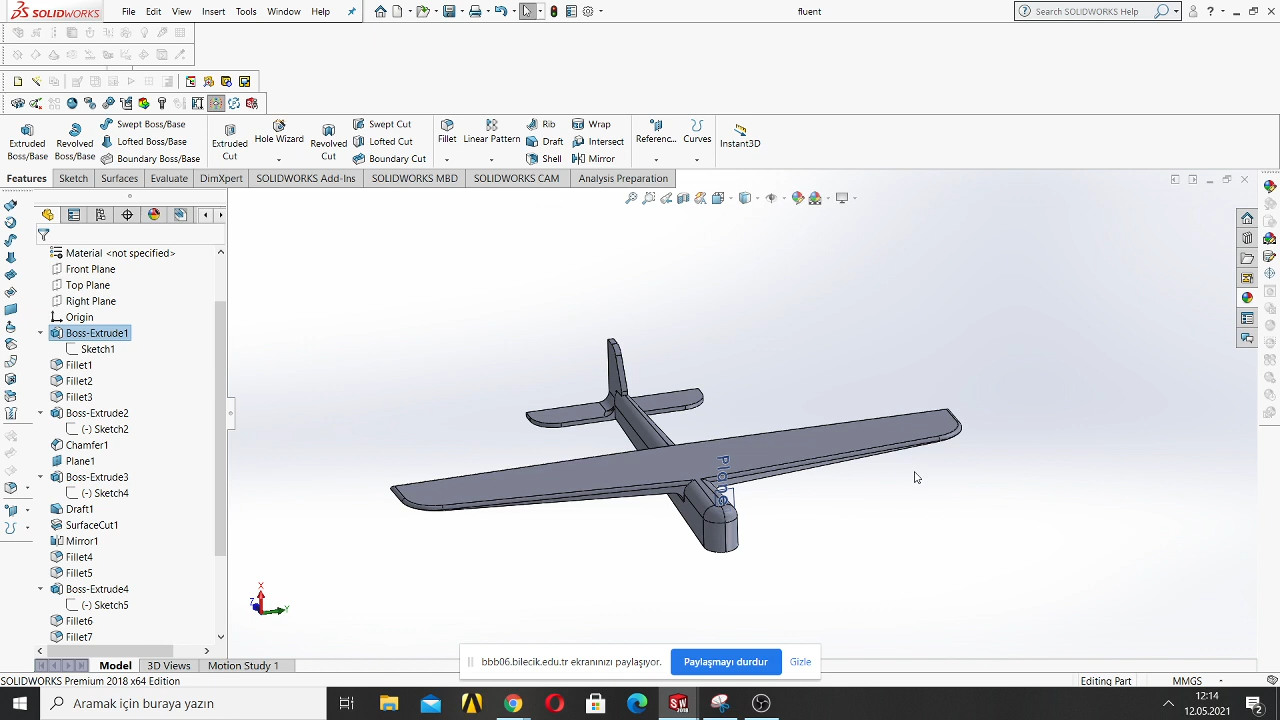 SOLIDWORKS File Edit View Insert Tools Window Help fluent Search SOLIDWORKS Help
Extruded Boss/Base
Revolved Boss/Base
Swept Boss/Base
Lofted Boss/Base
Boundary Boss/Base
Extruded Cut
Hole Wizard
Revolved Cut
Swept Cut
Lofted Cut
Boundary Cut
Fillet
Linear Pattern
Rib
Draft
Shell
Wrap
Intersect
Mirror
Referenc...
Curves
Instant3D
Features Sketch Surfaces Evaluate DimXpert SOLIDWORKS Add-Ins SOLIDWORKS MBD SOLIDWORKS CAM Analysis Preparation
Material <not specified>
Front Plane
Top Plane
Right Plane
Origin
Boss-Extrude1
Sketch1
Fillet1
Fillet2
Fillet3
Boss-Extrude2
(-) Sketch2
Chamfer1
Plane1
Boss-Extrude3
(-) Sketch4
Draft1
SurfaceCut1
Mirror1
Fillet4
Fillet5
Boss-Extrude4
(-) Sketch5
Fillet6
Fillet7
X
Z Y
bbb06.bilecik.edu.tr ekranınızı paylaşıyor. Paylaşmayı durdur Gizle
Model 3D Views Motion Study 1
SOLIDWORKS Premium 2018 x64 Edition Editing Part MMGS
Aramak için buraya yazın
12:14
12.05.2021
2